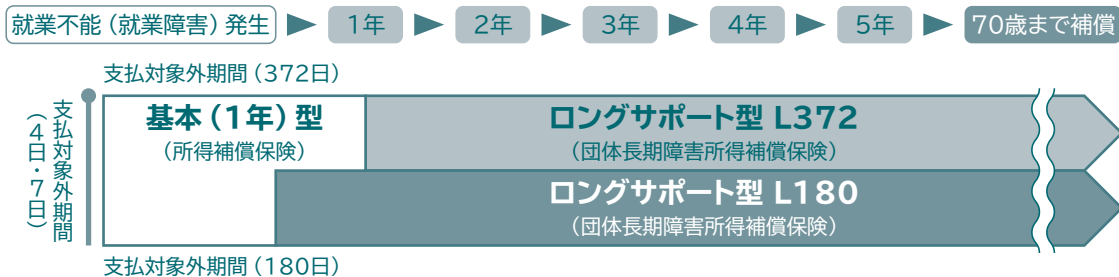 就業不能（就業障害）発生 1年 2年 3年 4年 5年 70歳まで補償
支払対象外期間（372日）
支払対象外期間
（4日・7日）
基本（1年）型
（所得補償保険）
ロングサポート型 L372
（団体長期障害所得補償保険）
ロングサポート型 L180
（団体長期障害所得補償保険）
支払対象外期間（180日）